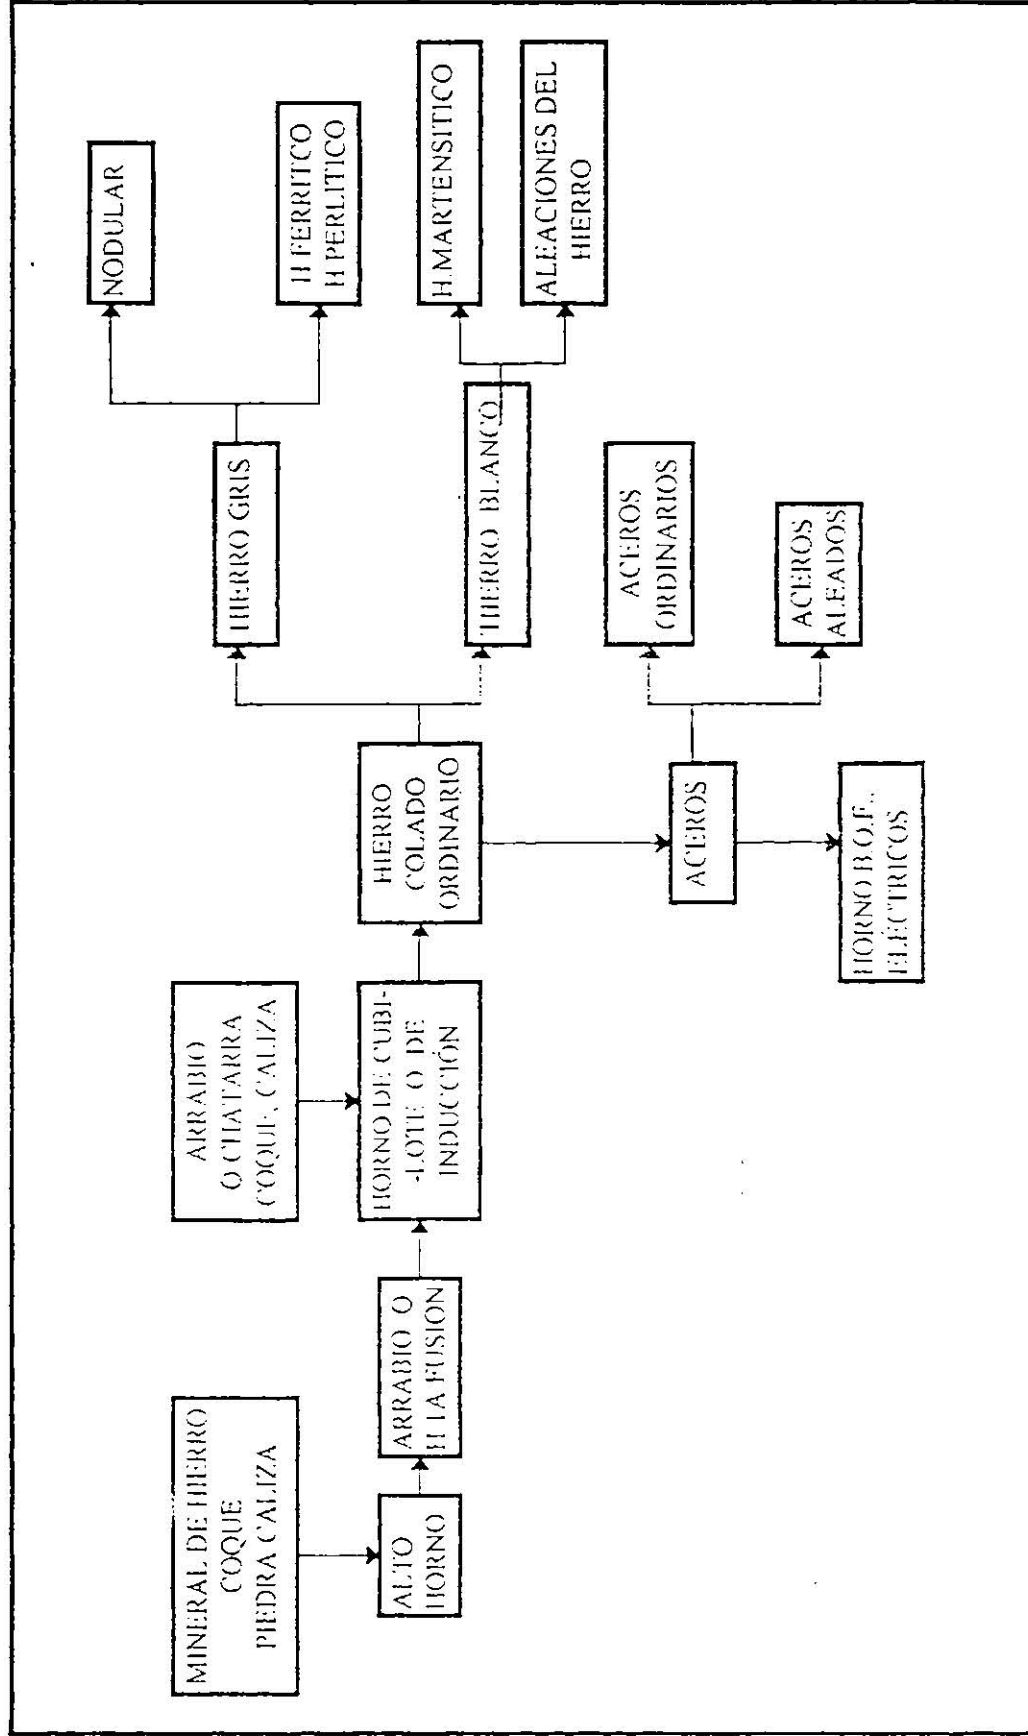 MINERAL DE HIERRO
COQUE
PIEDRA CALIZA
ALTO
HORNO
ARRABIO O
H 1A FUSION
ARRABIO
O CHATARRA
COQUE, CALIZA
HORNO DE CUBI-
-LOTE O DE
INDUCCIÓN
HIERRO
COLADO
ORDINARIO
HIERRO GRIS
NODULAR
H FERRITCO
H PERLITICO
HIERRO BLANCO
H.MARTENSITICO
ALEACIONES DEL
HIERRO
ACEROS
ACEROS
ORDINARIOS
ACEROS
ALEADOS
HORNO B.O.F.,
ELÉCTRICOS